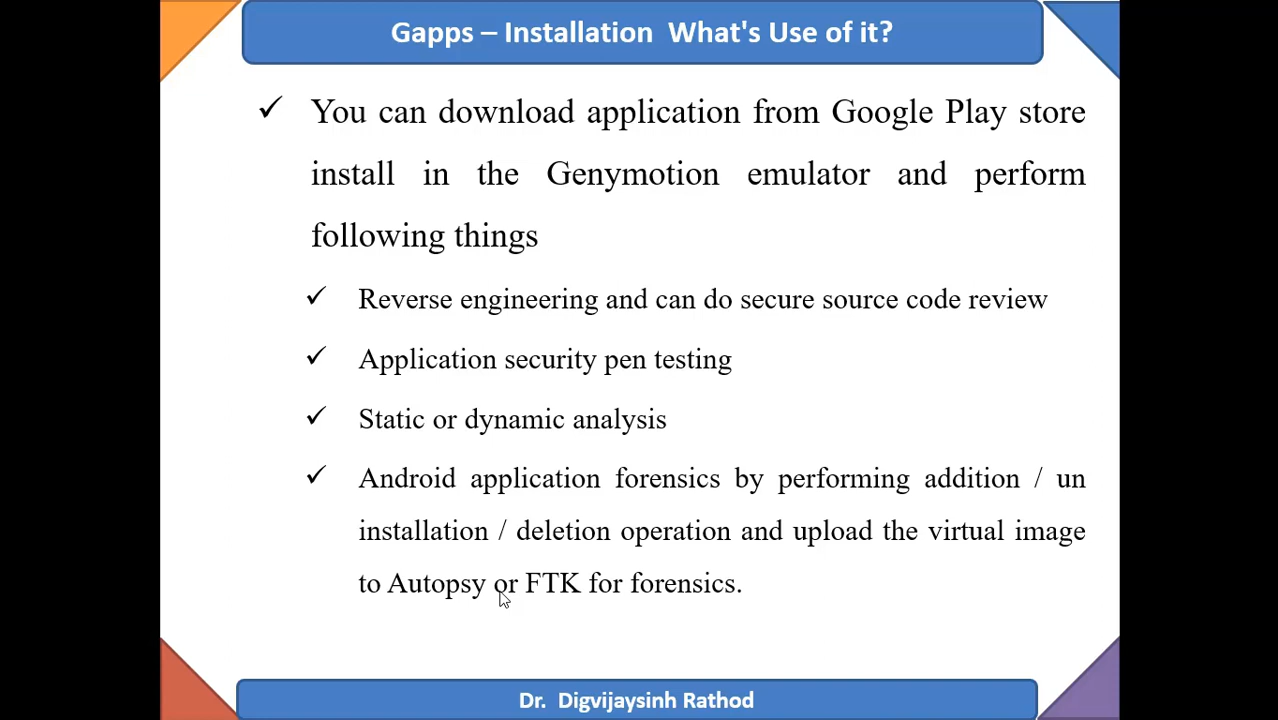 Gapps – Installation What's Use of it?
✓ You can download application from Google Play store
install in the Genymotion emulator and perform
following things
✓ Reverse engineering and can do secure source code review
✓ Application security pen testing
✓ Static or dynamic analysis
✓ Android application forensics by performing addition / un
installation / deletion operation and upload the virtual image
to Autopsy or FTK for forensics.
Dr. Digvijaysinh Rathod